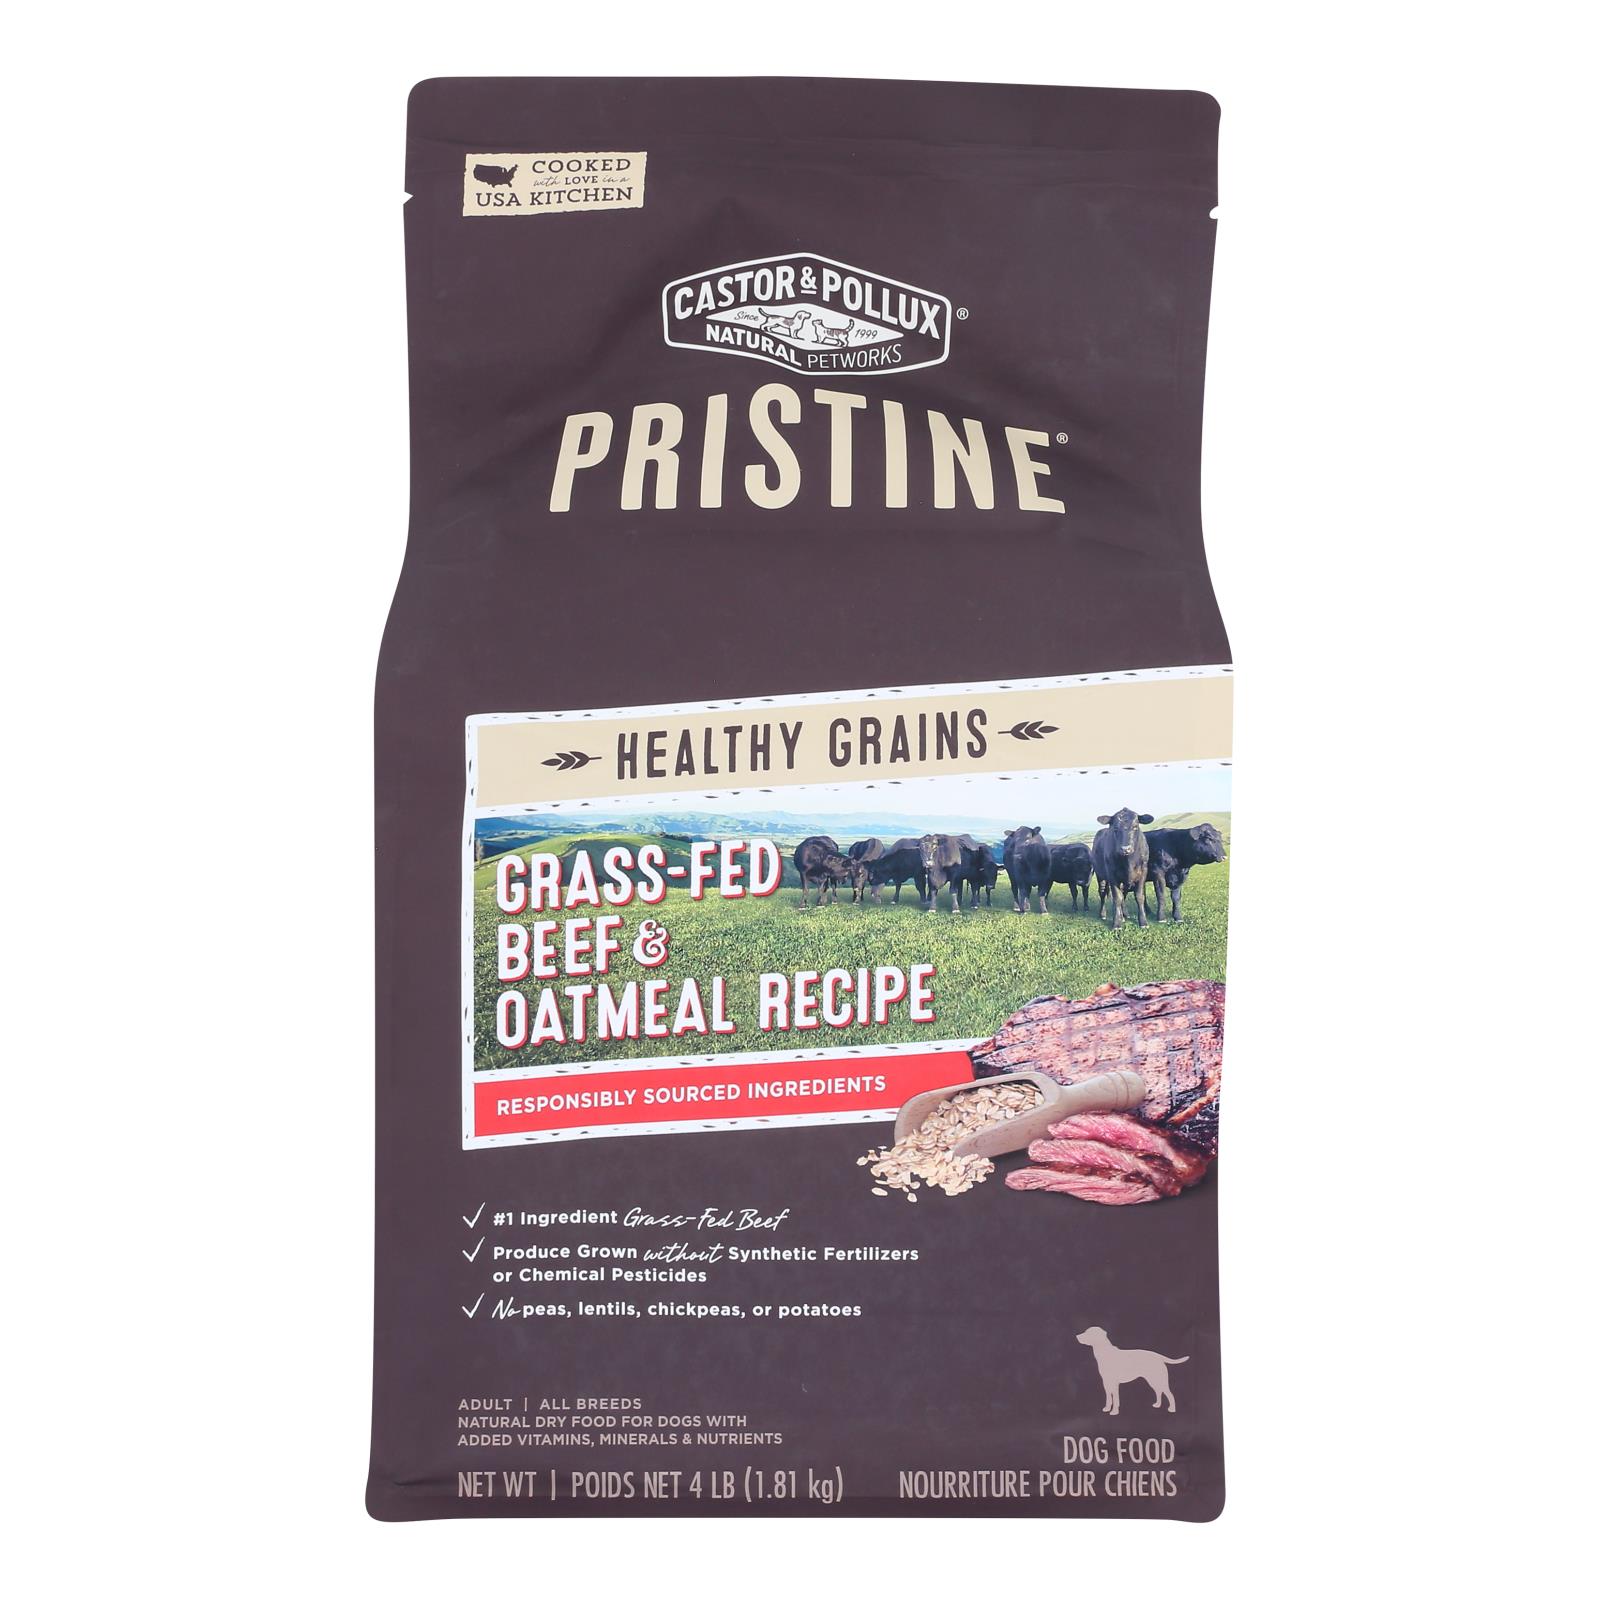 COOKED
with LOVE in a
USA KITCHEN
CASTOR & POLLUX®
Since 1999
NATURAL PETWORKS
PRISTINE®
HEALTHY GRAINS
GRASS-FED
BEEF &
OATMEAL RECIPE
RESPONSIBLY SOURCED INGREDIENTS
#1 Ingredient Grass-Fed Beef
Produce Grown without Synthetic Fertilizers
or Chemical Pesticides
No peas, lentils, chickpeas, or potatoes
ADULT | ALL BREEDS
NATURAL DRY FOOD FOR DOGS WITH
ADDED VITAMINS, MINERALS & NUTRIENTS
NET WT | POIDS NET 4 LB (1.81 kg)
DOG FOOD
NOURRITURE POUR CHIENS